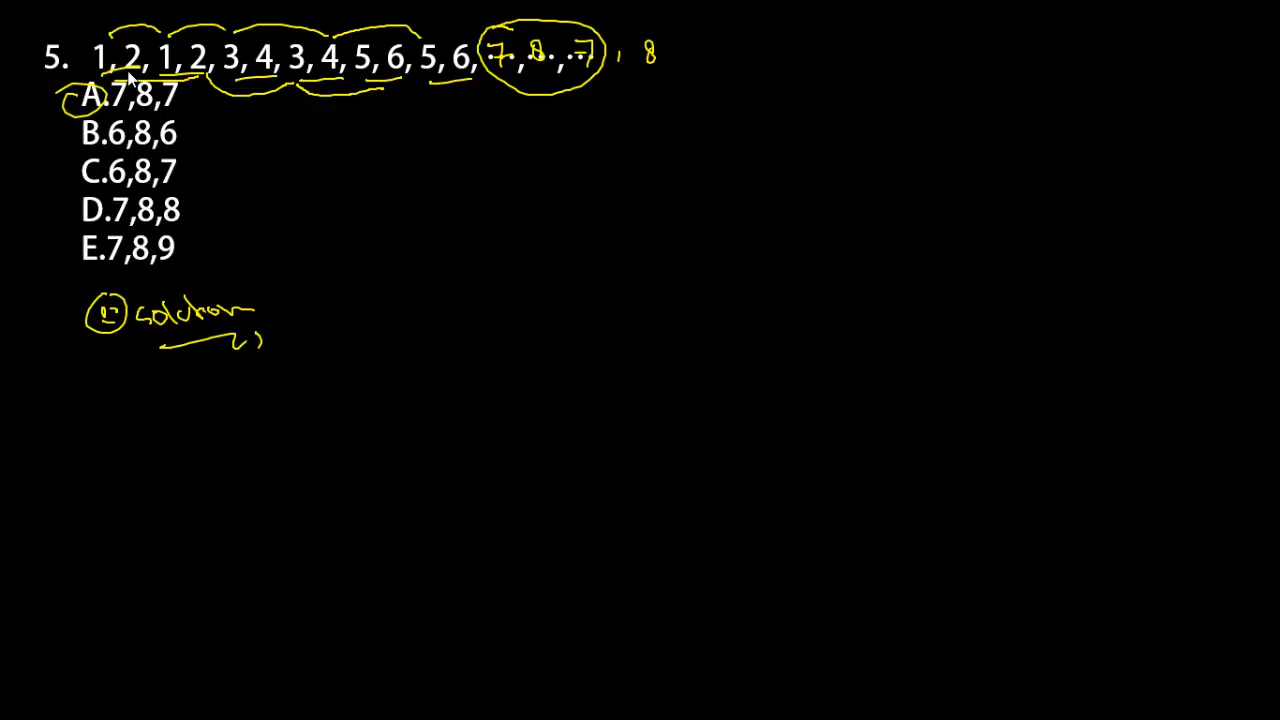 5. 1, 2, 1, 2, 3, 4, 3, 4, 5, 6, 5, 6, 7, 8, 7, 8
A.7,8,7
B.6,8,6
C.6,8,7
D.7,8,8
E.7,8,9